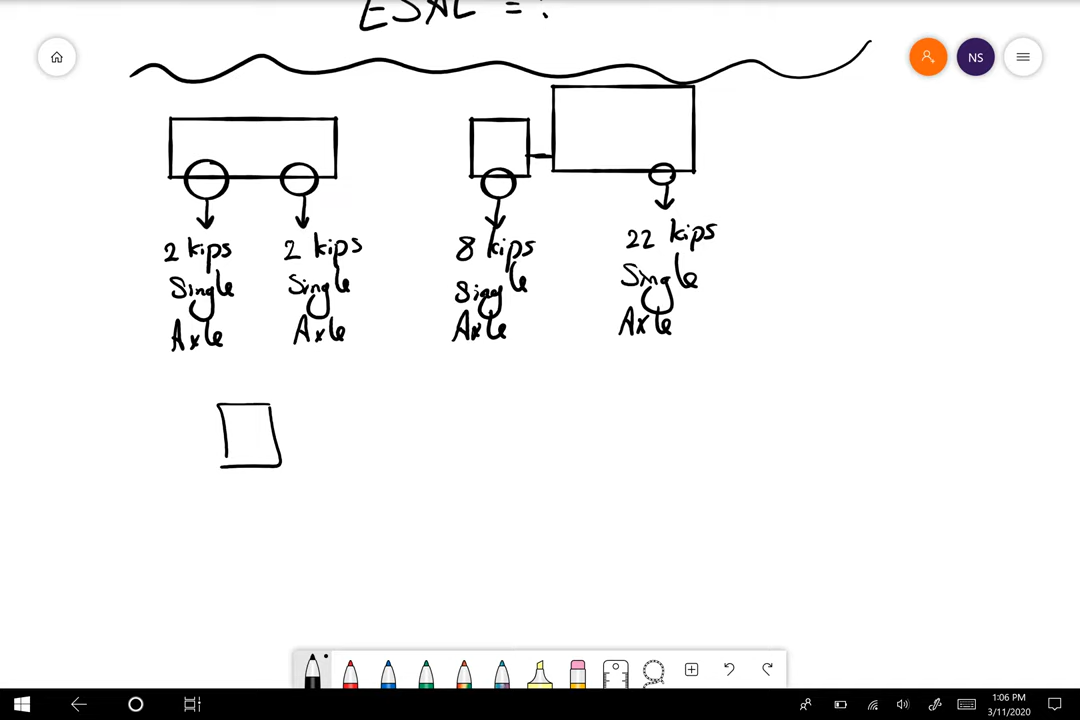 ESAL = ?
NS
2 kips
Single
Axle
2 kips
Single
Axle
8 kips
Single
Axle
22 kips
Single
Axle
1:06 PM
3/11/2020